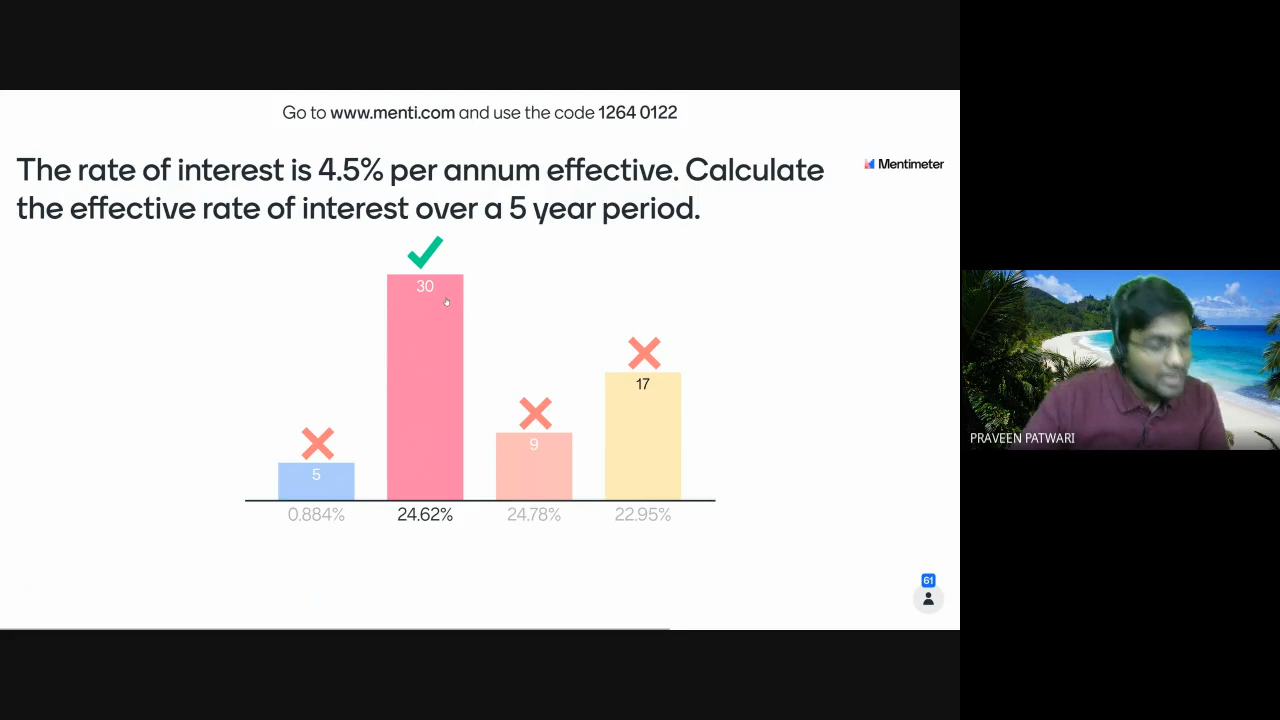 Go to www.menti.com and use the code 1264 0122
The rate of interest is 4.5% per annum effective. Calculate
the effective rate of interest over a 5 year period.
Mentimeter
30
17
9
5
0.884%
24.62%
24.78%
22.95%
61
PRAVEEN PATWARI